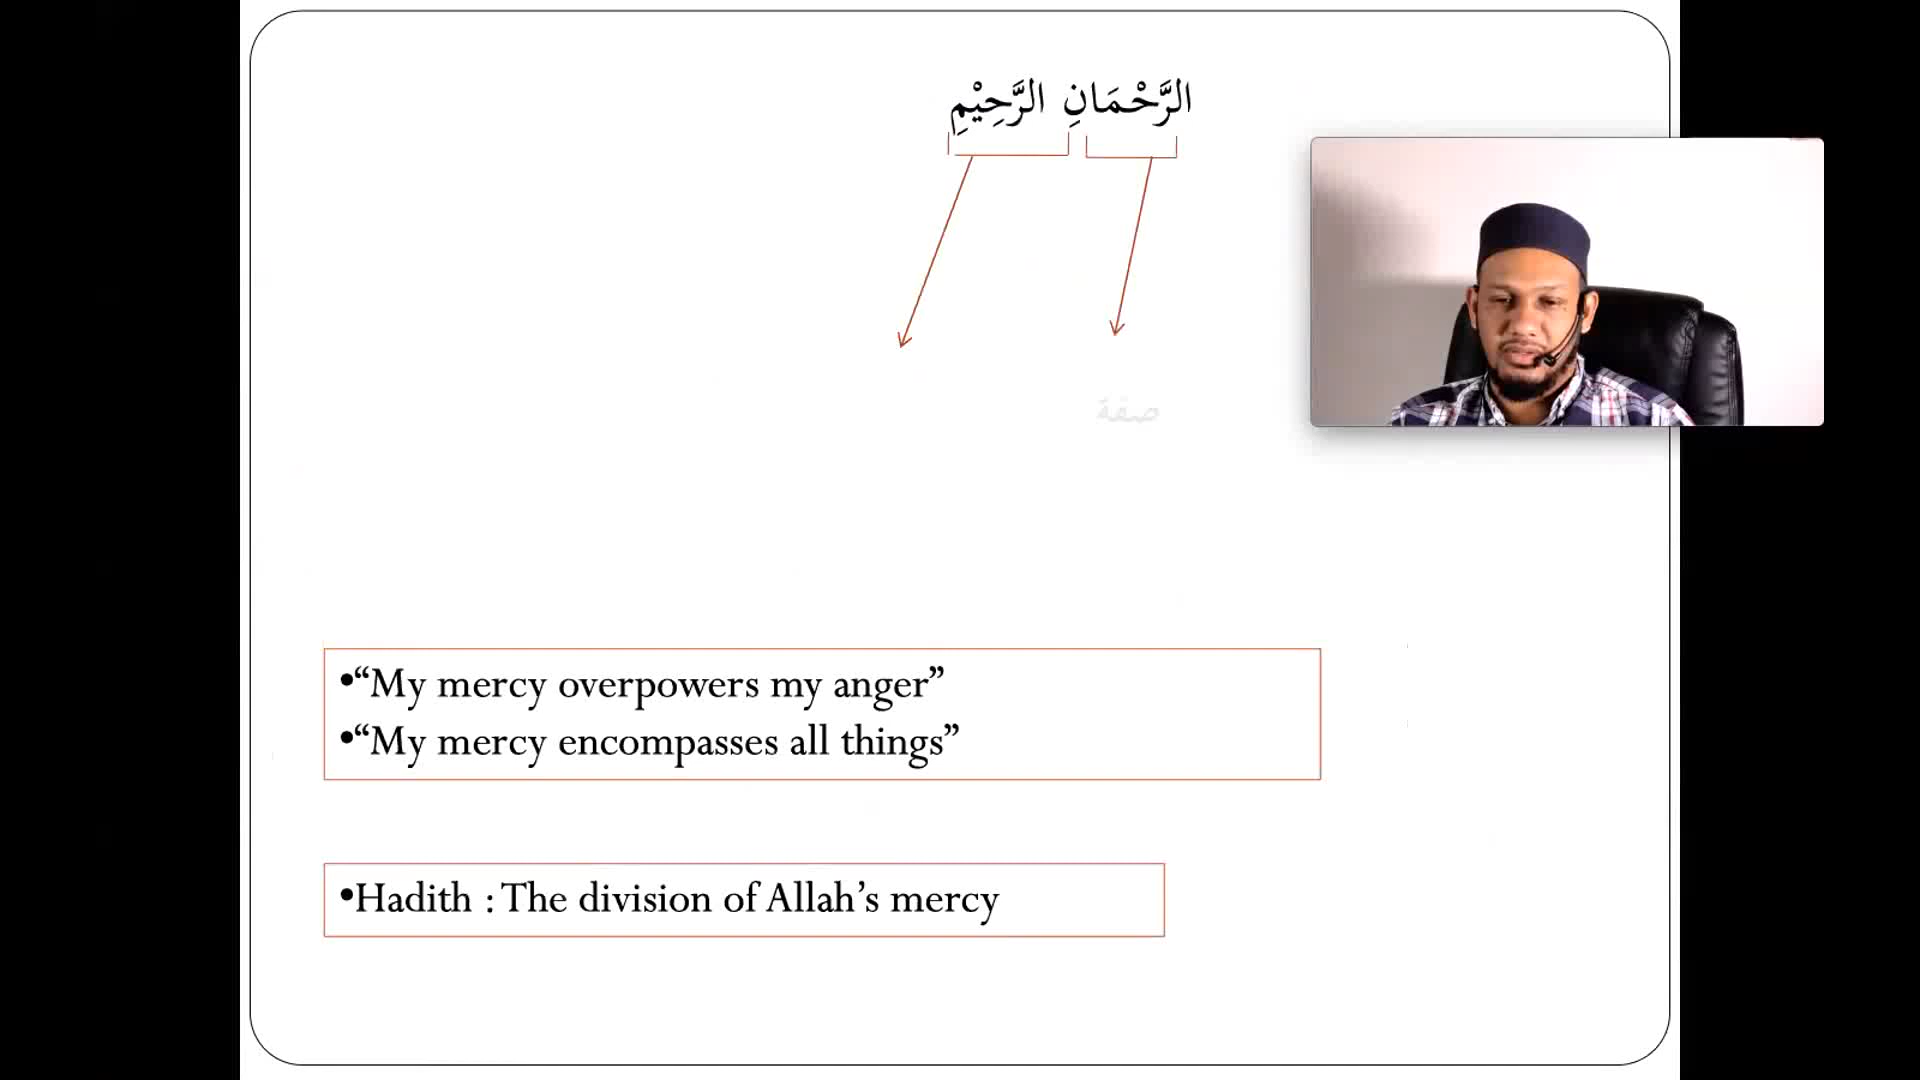 الرَّحْمَانِ الرَّحِيْمِ
صفة
•“My mercy overpowers my anger”
•“My mercy encompasses all things”
•Hadith : The division of Allah’s mercy